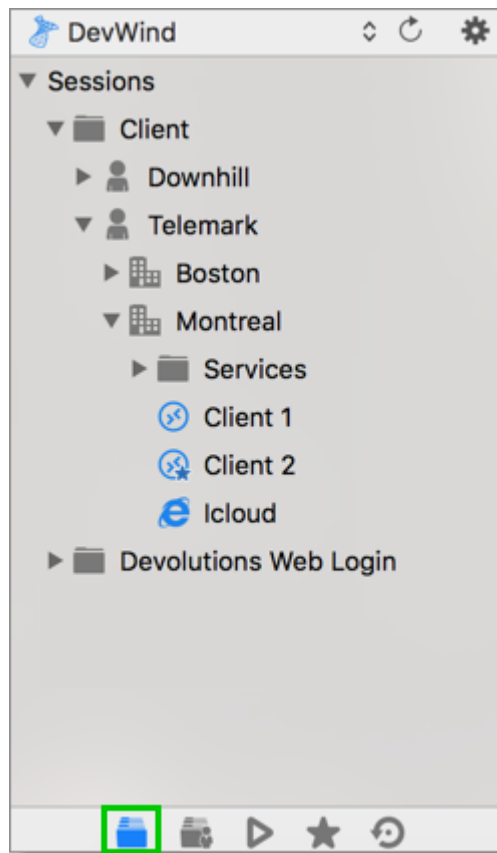 DevWind
Sessions
Client
Downhill
Telemark
Boston
Montreal
Services
Client 1
Client 2
Icloud
Devolutions Web Login